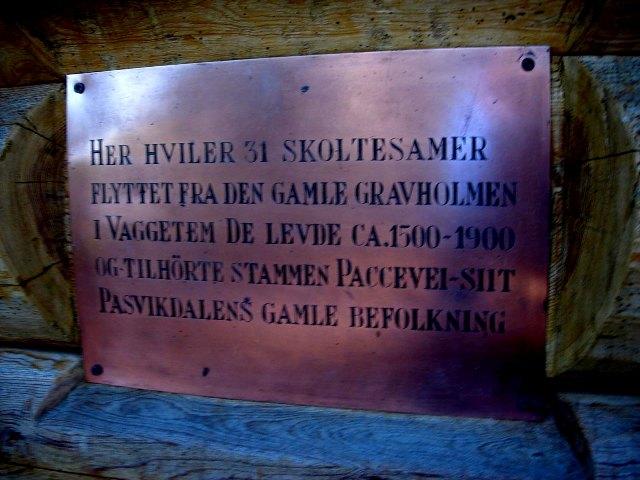 HER HVILER 31 SKOLTESAMER
FLYTTET FRA DEN GAMLE GRAVHOLMEN
I VAGGETEM DE LEVDE CA.1500-1900
OG TILHÖRTE STAMMEN PACCEVEI-SIIT
PASVIKDALENS GAMLE BEFOLKNING